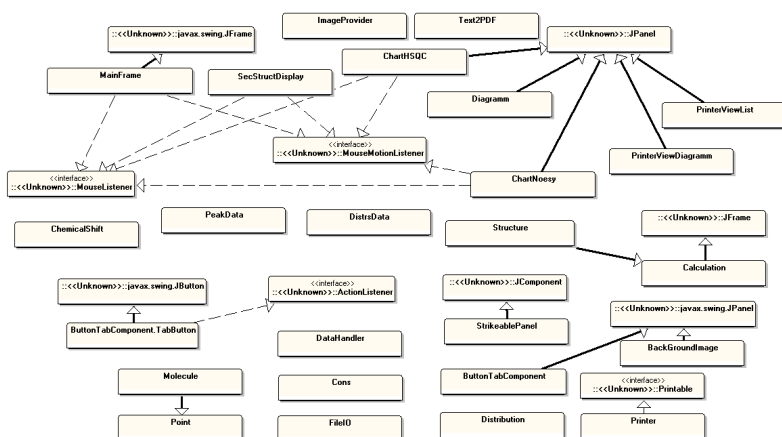 ImageProvider
Text2PDF
::<<Unknown>>::javax.swing.JFrame
::<<Unknown>>::JPanel
ChartHSQC
MainFrame
SecStructDisplay
Diagramm
PrinterViewList
<<interface>>
::<<Unknown>>::MouseMotionListener
PrinterViewDiagramm
<<interface>>
::<<Unknown>>::MouseListener
ChartNoesy
PeakData
DistrsData
ChemicalShift
Structure
::<<Unknown>>::JFrame
Calculation
::<<Unknown>>::javax.swing.JButton
<<interface>>
::<<Unknown>>::ActionListener
::<<Unknown>>::JComponent
::<<Unknown>>::javax.swing.JPanel
ButtonTabComponent.TabButton
StrikeablePanel
DataHandler
BackGroundImage
Molecule
Cons
ButtonTabComponent
<<interface>>
::<<Unknown>>::Printable
Point
FileIO
Distribution
Printer